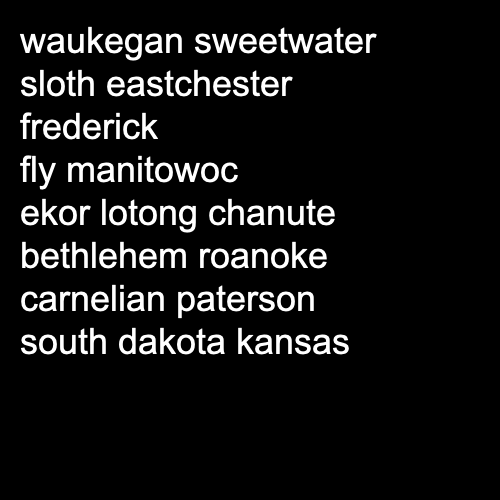 waukegan sweetwater
sloth eastchester
frederick
fly manitowoc
ekor lotong chanute
bethlehem roanoke
carnelian paterson
south dakota kansas